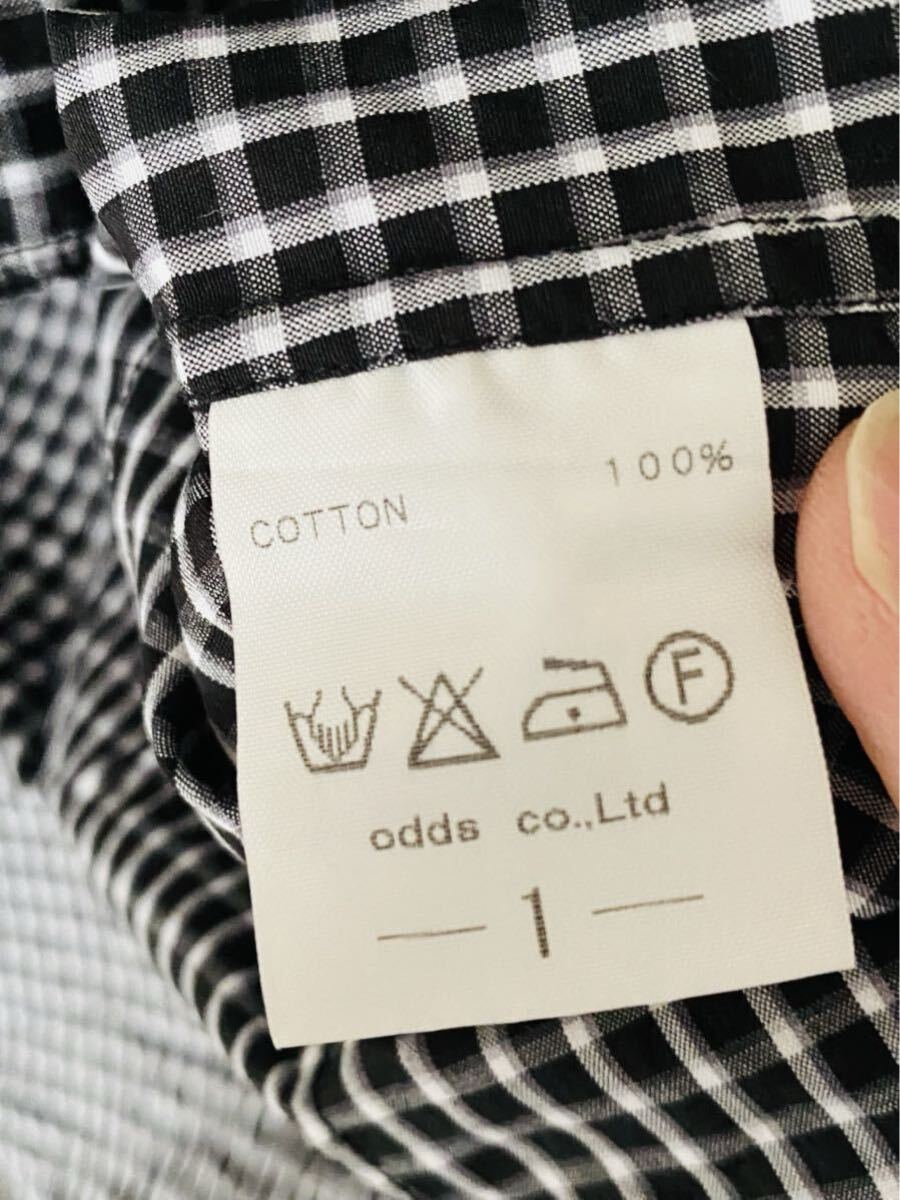 COTTON 100%
F
odds co.,Ltd
— 1 —